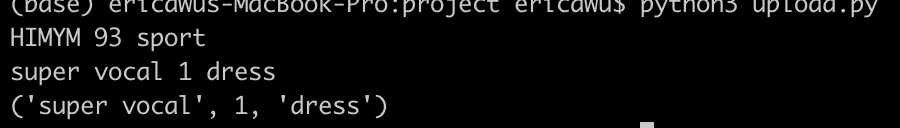 (base) ericawus-MacBook-Pro:project ericawu$ python3 upload.py
HIMYM 93 sport
super vocal 1 dress
('super vocal', 1, 'dress')